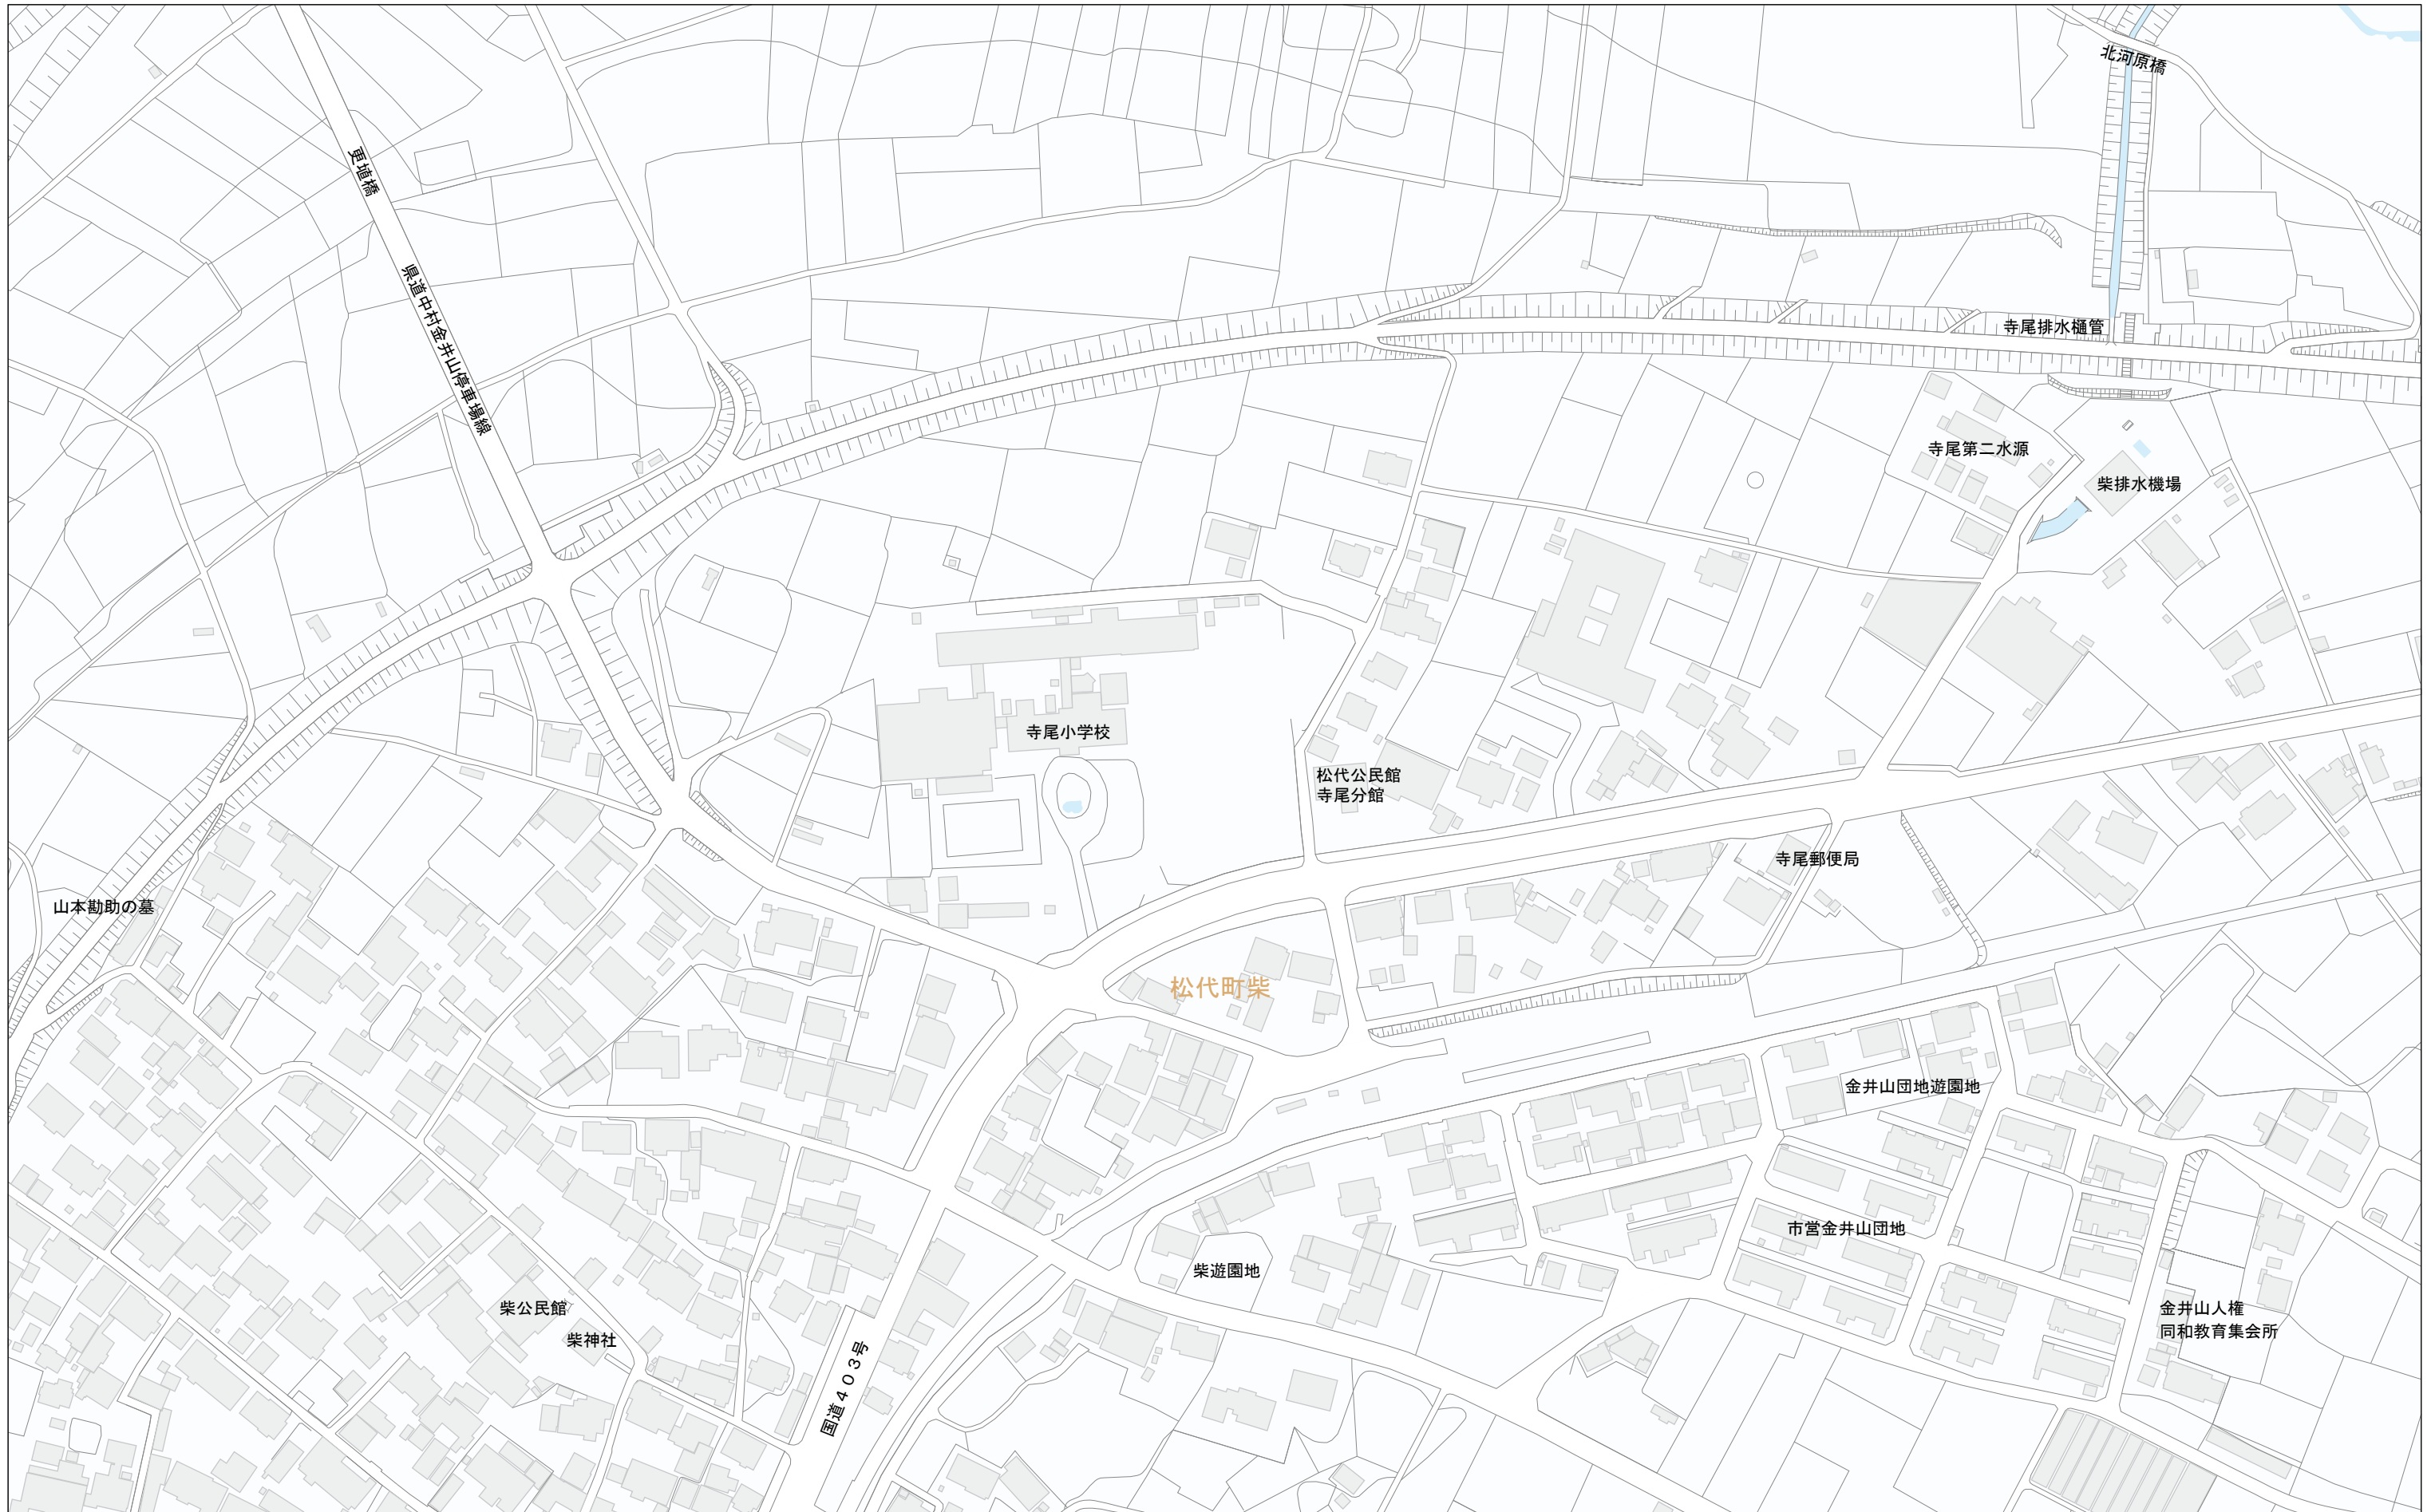 北河原橋
更埴橋
県道中村金井山停車場線
寺尾排水樋管
寺尾第二水源
柴排水機場
寺尾小学校
松代公民館
寺尾分館
寺尾郵便局
山本勘助の墓
松代町柴
金井山団地遊園地
市営金井山団地
柴遊園地
柴公民館
柴神社
国道403号
金井山人権
同和教育集会所